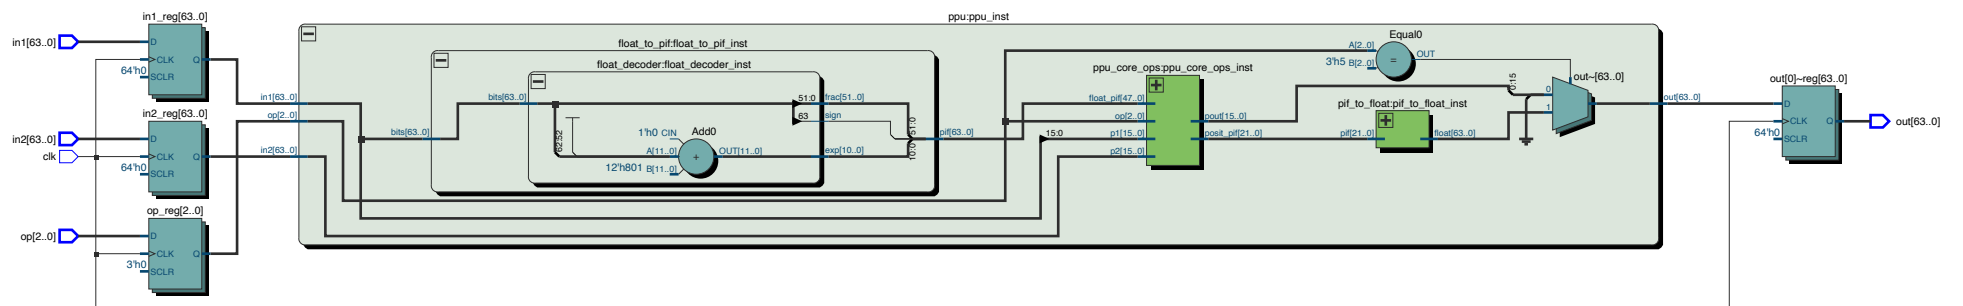 in1_reg[63..0]
in1[63..0]
D
CLK
Q
64'h0
SCLR
in2_reg[63..0]
in2[63..0]
D
clk
CLK
Q
64'h0
SCLR
op_reg[2..0]
op[2..0]
D
CLK
Q
3'h0
SCLR
ppu:ppu_inst
in1[63..0]
op[2..0]
in2[63..0]
float_to_pif:float_to_pif_inst
bits[63..0]
float_decoder:float_decoder_inst
bits[63..0]
62:52
1'h0 CIN
Add0
A[11..0]
12'h801 B[11..0]
+
OUT[11..0]
51:0
63
frac[51..0]
sign
exp[10..0]
51:0
10:0
pif[63..0]
15:0
ppu_core_ops:ppu_core_ops_inst
float_pif[47..0]
op[2..0]
p1[15..0]
p2[15..0]
pout[15..0]
posit_pif[21..0]
Equal0
A[2..0]
3'h5 B[2..0]
=
OUT
pif_to_float:pif_to_float_inst
pif[21..0]
float[63..0]
0:15
out~[63..0]
0
1
out[63..0]
out[0]~reg[63..0]
D
CLK
Q
64'h0
SCLR
out[63..0]